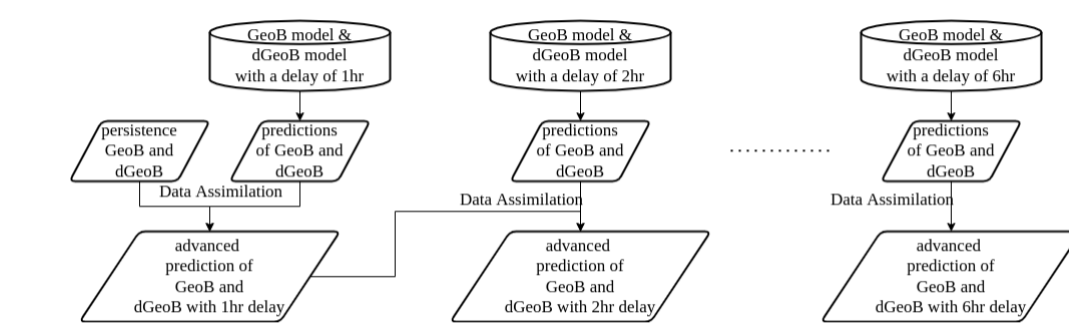 GeoB model &
dGeoB model
with a delay of 1hr
GeoB model &
dGeoB model
with a delay of 2hr
GeoB model &
dGeoB model
with a delay of 6hr
persistence
GeoB and
dGeoB
predictions
of GeoB and
dGeoB
predictions
of GeoB and
dGeoB
predictions
of GeoB and
dGeoB
Data Assimilation
Data Assimilation
Data Assimilation
advanced
prediction of
GeoB and
dGeoB with 1hr delay
advanced
prediction of
GeoB and
dGeoB with 2hr delay
advanced
prediction of
GeoB and
dGeoB with 6hr delay